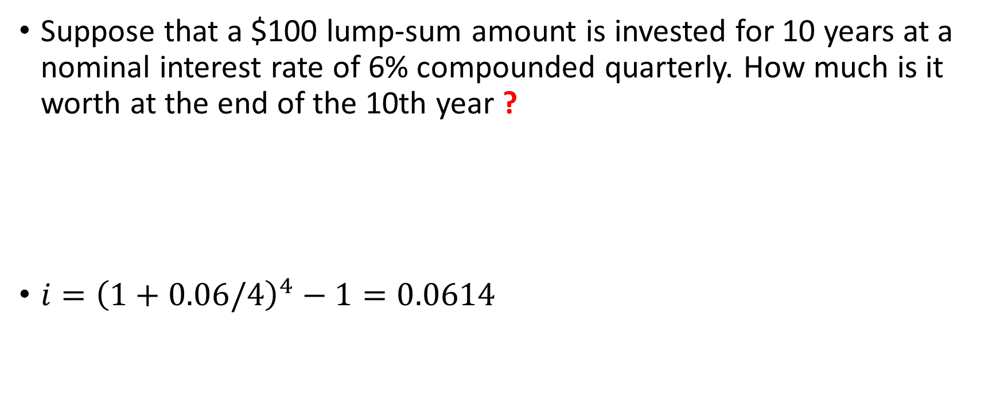 • Suppose that a $100 lump-sum amount is invested for 10 years at a
nominal interest rate of 6% compounded quarterly. How much is it
worth at the end of the 10th year ?
• 𝑖 = (1 + 0.06/4)⁴ − 1 = 0.0614